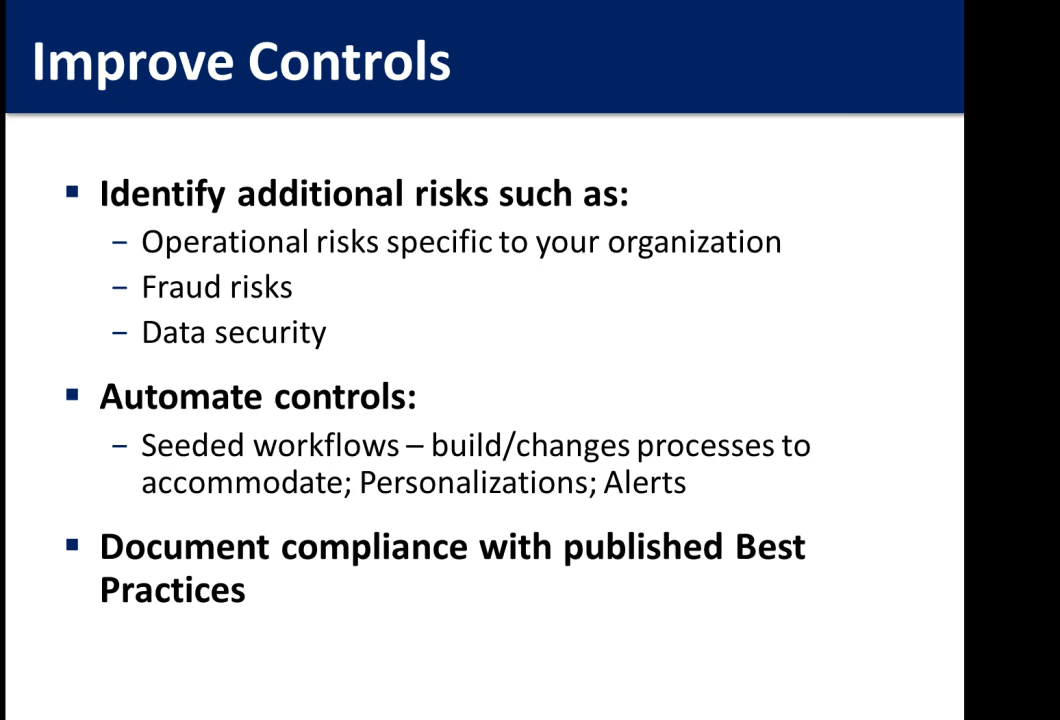 Improve Controls
▪ Identify additional risks such as:
– Operational risks specific to your organization
– Fraud risks
– Data security
▪ Automate controls:
– Seeded workflows – build/changes processes to
accommodate; Personalizations; Alerts
▪ Document compliance with published Best
Practices